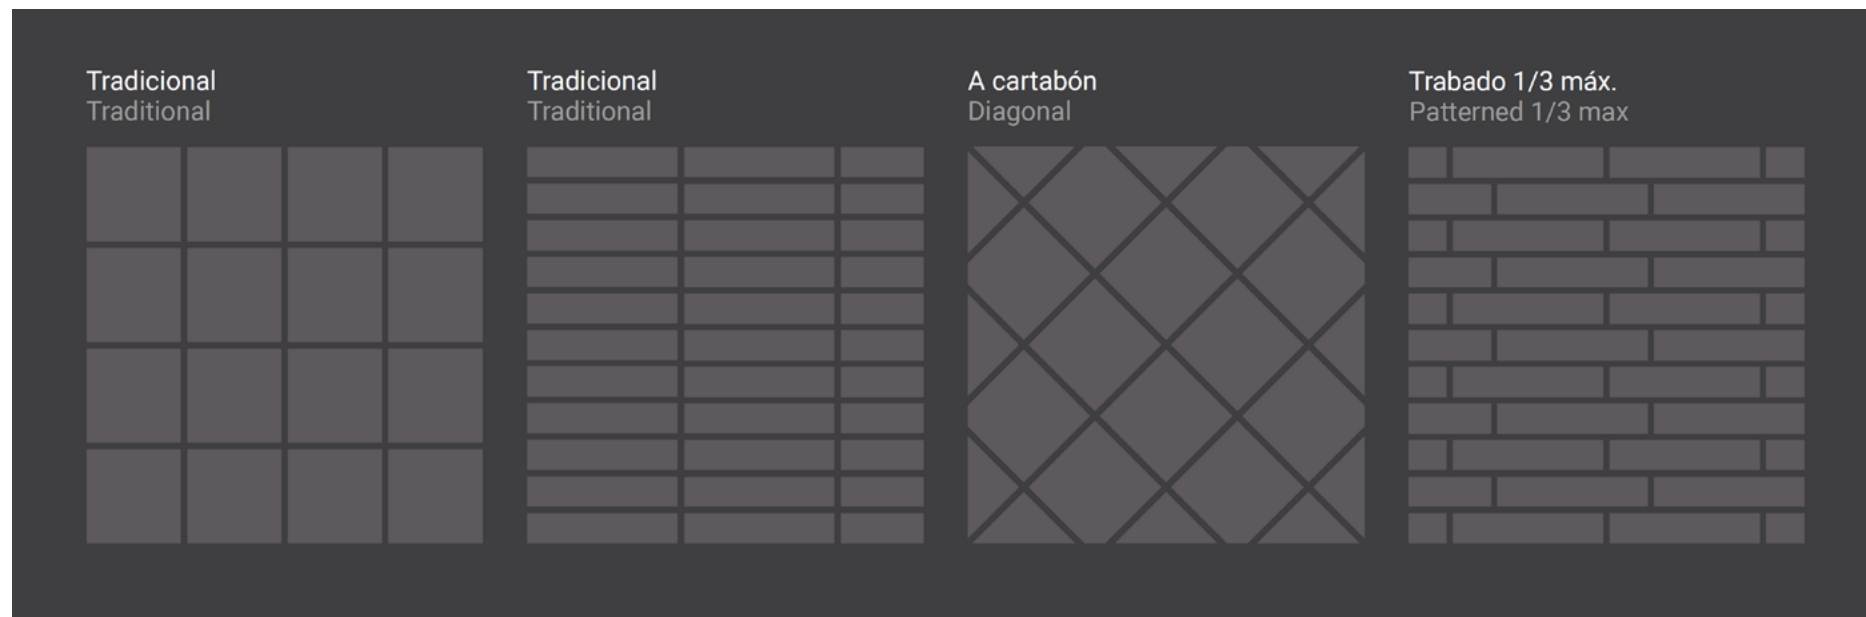 Tradicional
Traditional
Tradicional
Traditional
A cartabón
Diagonal
Trabado 1/3 máx.
Patterned 1/3 max